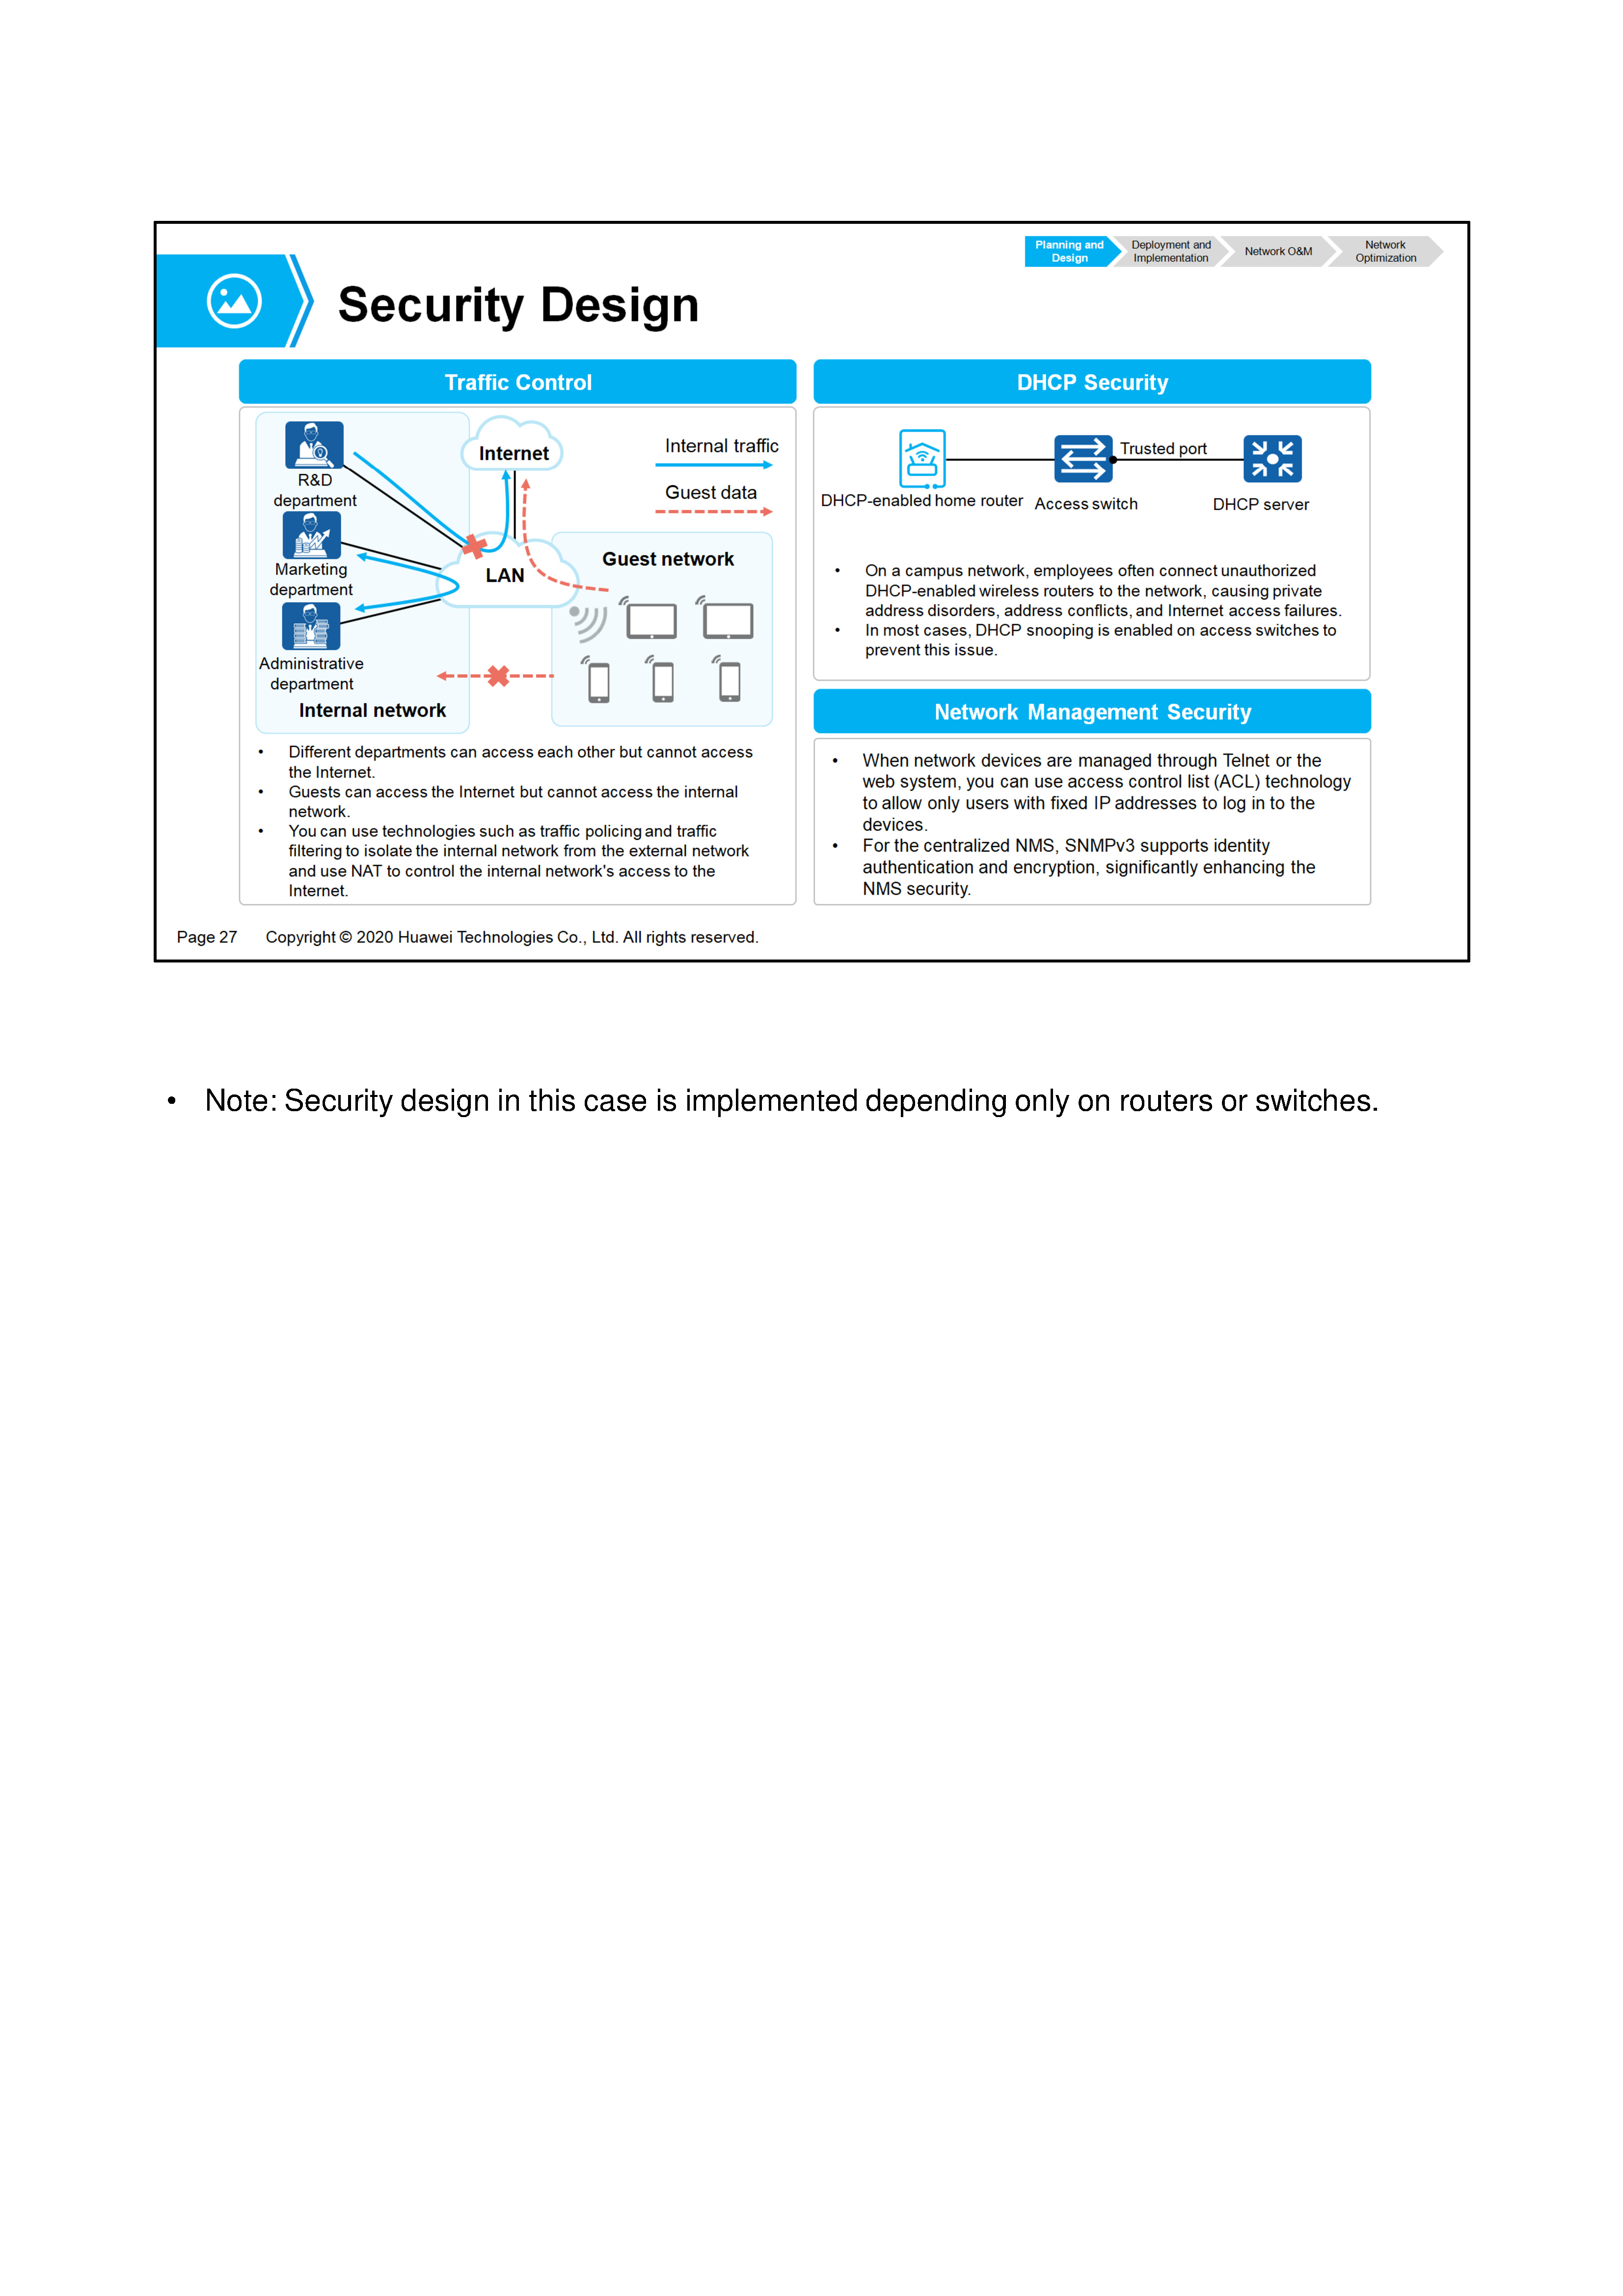 Planning and
Design
Deployment and
Implementation
Network O&M
Network
Optimization
Security Design
Traffic Control
R&D
department
Marketing
department
Administrative
department
Internal network
Internet
LAN
Internal traffic
Guest data
Guest network
• Different departments can access each other but cannot access
the Internet.
• Guests can access the Internet but cannot access the internal
network.
• You can use technologies such as traffic policing and traffic
filtering to isolate the internal network from the external network
and use NAT to control the internal network's access to the
Internet.
DHCP Security
Trusted port
DHCP-enabled home router
Access switch
DHCP server
• On a campus network, employees often connect unauthorized
DHCP-enabled wireless routers to the network, causing private
address disorders, address conflicts, and Internet access failures.
• In most cases, DHCP snooping is enabled on access switches to
prevent this issue.
Network Management Security
• When network devices are managed through Telnet or the
web system, you can use access control list (ACL) technology
to allow only users with fixed IP addresses to log in to the
devices.
• For the centralized NMS, SNMPv3 supports identity
authentication and encryption, significantly enhancing the
NMS security.
Page 27 Copyright © 2020 Huawei Technologies Co., Ltd. All rights reserved.
• Note: Security design in this case is implemented depending only on routers or switches.